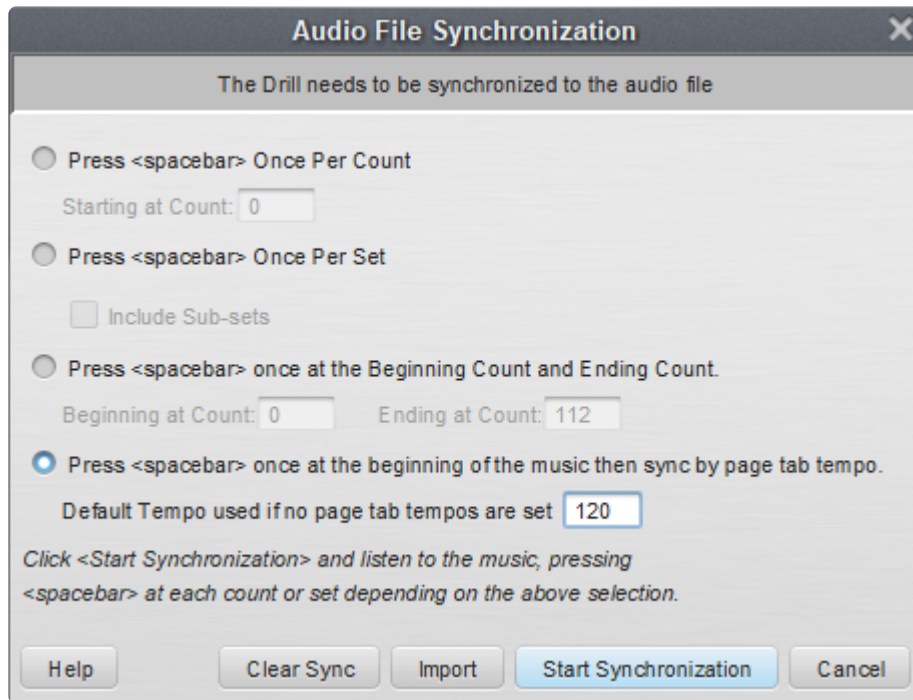 Audio File Synchronization
The Drill needs to be synchronized to the audio file
Press <spacebar> Once Per Count
Starting at Count: 0
Press <spacebar> Once Per Set
Include Sub-sets
Press <spacebar> once at the Beginning Count and Ending Count.
Beginning at Count: 0 Ending at Count: 112
Press <spacebar> once at the beginning of the music then sync by page tab tempo.
Default Tempo used if no page tab tempos are set 120
Click <Start Synchronization> and listen to the music, pressing
<spacebar> at each count or set depending on the above selection.
Help Clear Sync Import Start Synchronization Cancel